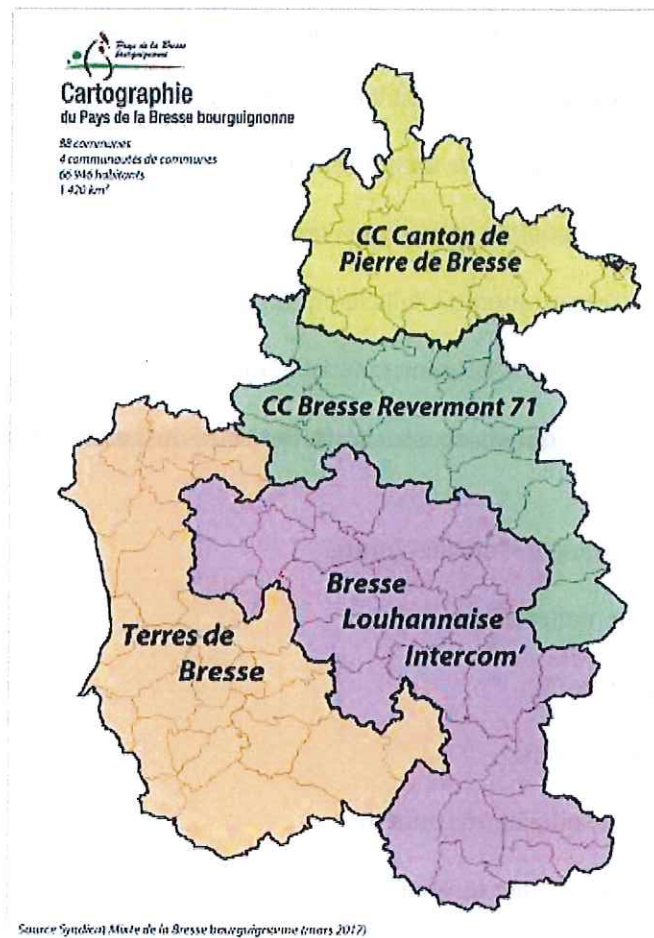 Pays de la Bresse
bourguignonne
Cartographie
du Pays de la Bresse bourguignonne
88 communes
4 communautés de communes
66 946 habitants
1 420 km²
CC Canton de
Pierre de Bresse
CC Bresse Revermont 71
Bresse
Louhannaise
Intercom'
Terres de
Bresse
Source Syndicat Mixte de la Bresse bourguignonne (mars 2017)